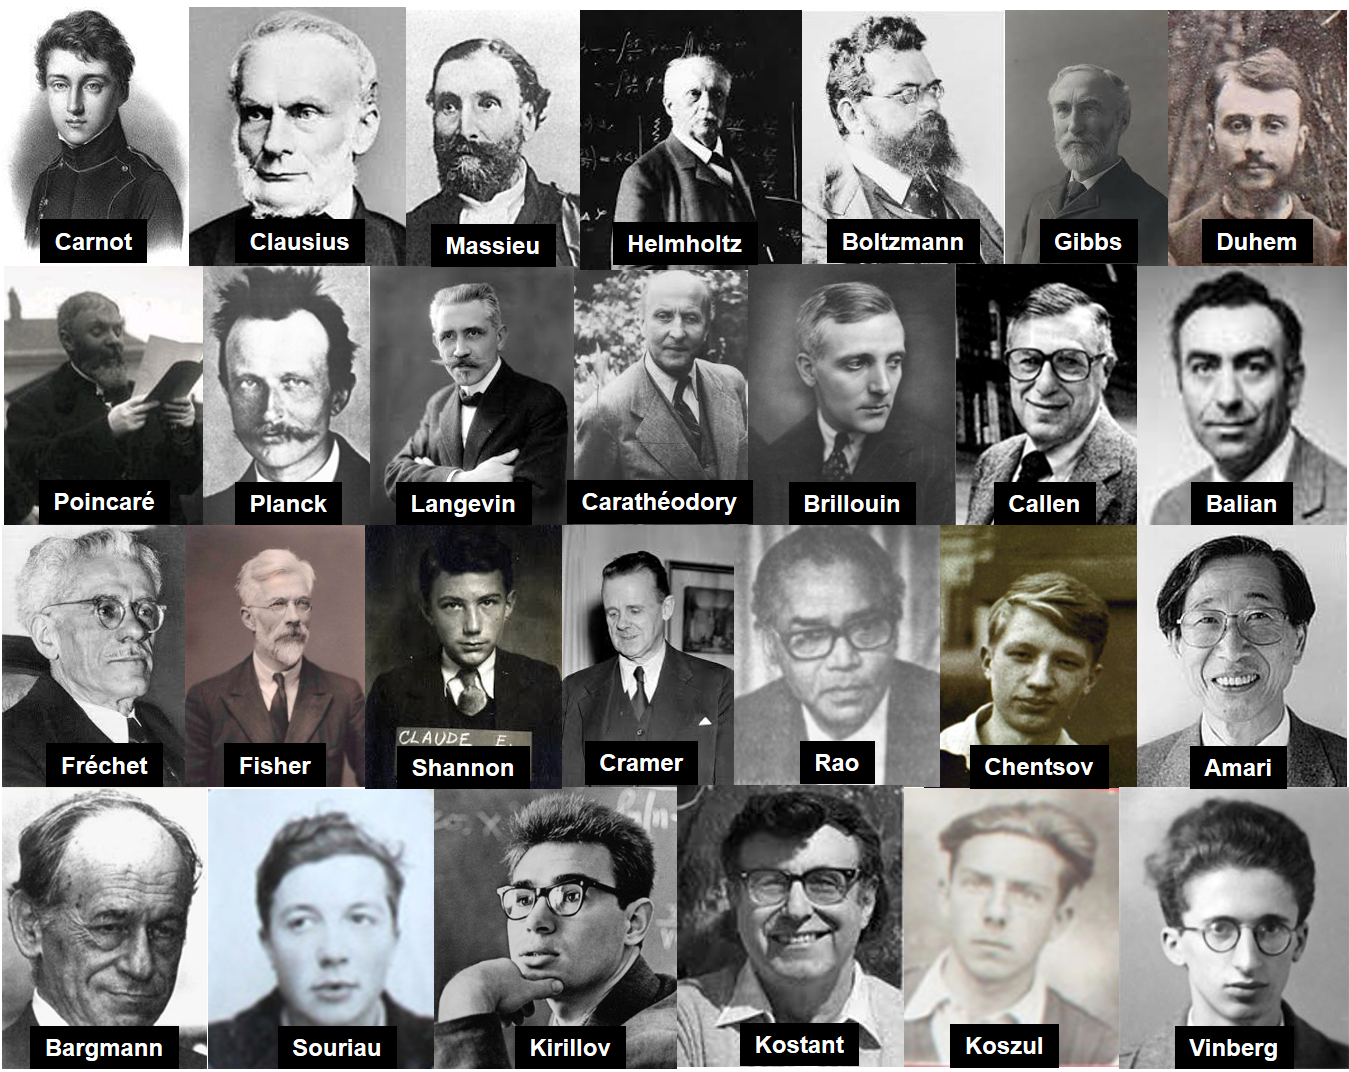 Carnot
Clausius
Massieu
Helmholtz
Boltzmann
Gibbs
Duhem
Poincaré
Planck
Langevin
Carathéodory
Brillouin
Callen
Balian
Fréchet
Fisher
CLAUDE E.
Shannon
Cramer
Rao
Chentsov
Amari
Bargmann
Souriau
Kirillov
Kostant
Koszul
Vinberg